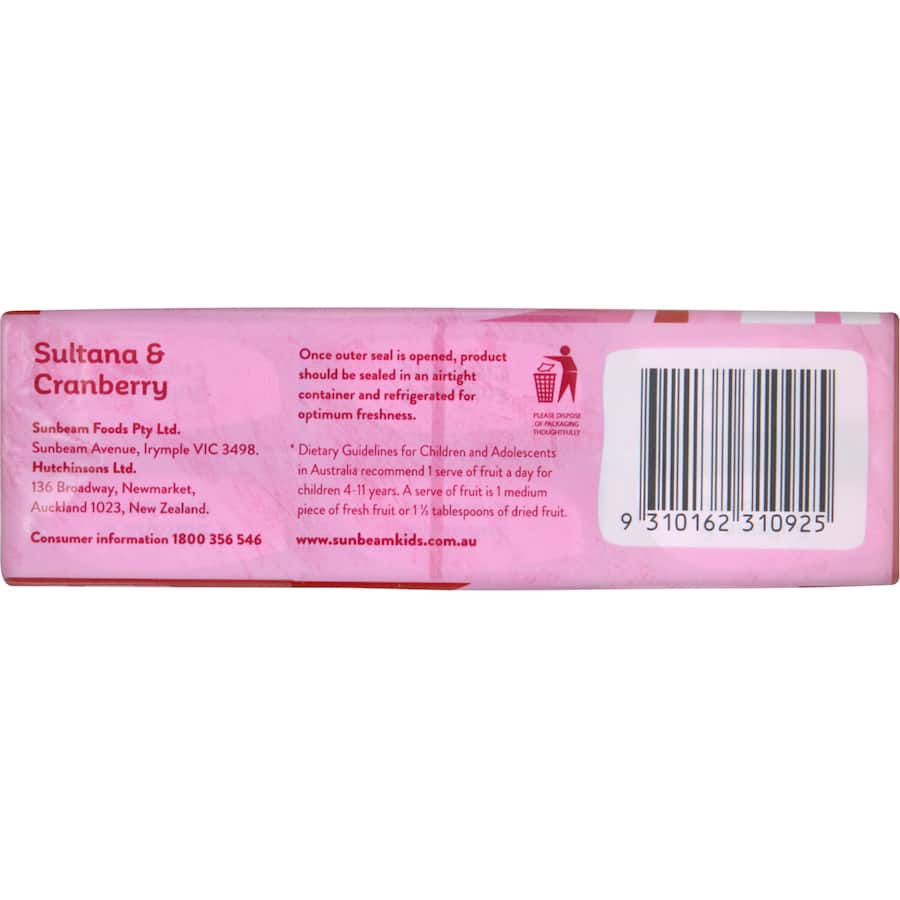 Sultana &
Cranberry
Sunbeam Foods Pty Ltd.
Sunbeam Avenue, Irymple VIC 3498.
Hutchinsons Ltd.
136 Broadway, Newmarket,
Auckland 1023, New Zealand.
Consumer information 1800 356 546
Once outer seal is opened, product
should be sealed in an airtight
container and refrigerated for
optimum freshness.
* Dietary Guidelines for Children and Adolescents
in Australia recommend 1 serve of fruit a day for
children 4-11 years. A serve of fruit is 1 medium
piece of fresh fruit or 1 ½ tablespoons of dried fruit.
www.sunbeamkids.com.au
PLEASE DISPOSE
OF PACKAGING
THOUGHTFULLY
9 310162 310925